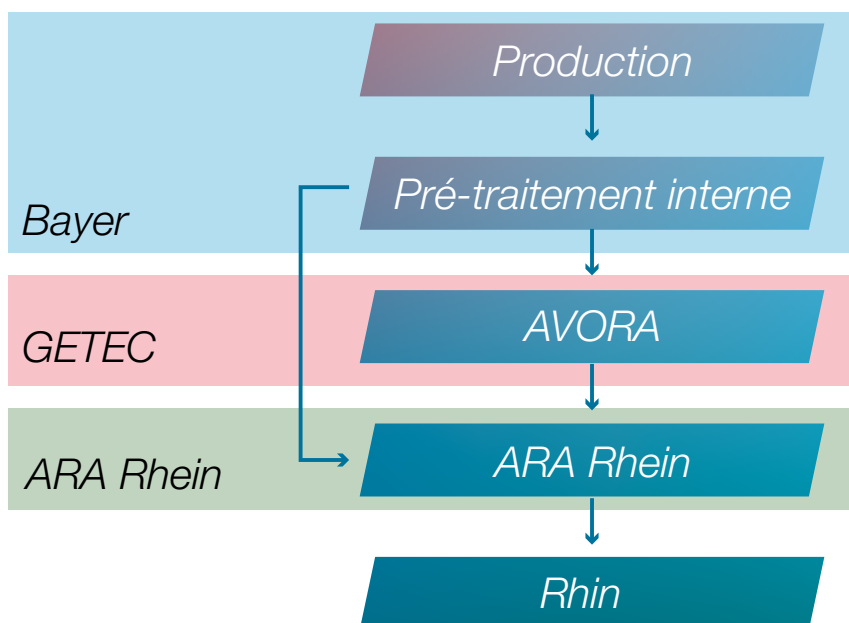 Production
Pré-traitement interne
Bayer
AVORA
GETEC
ARA Rhein
ARA Rhein
Rhin